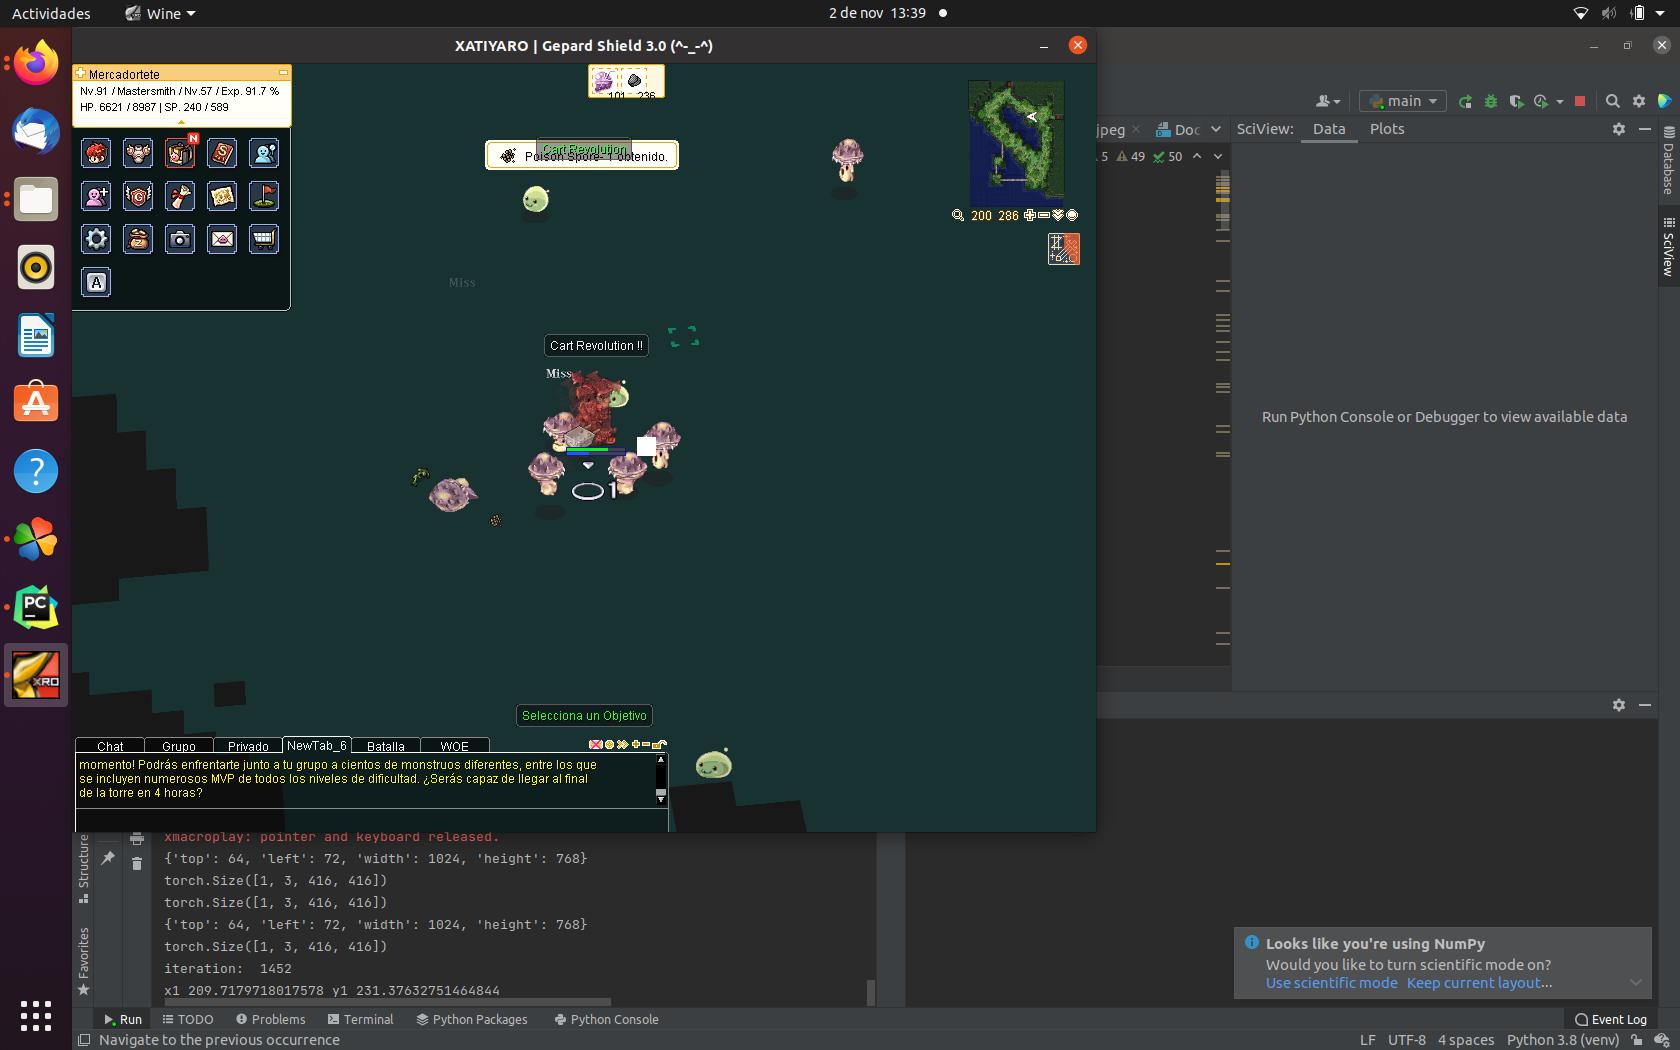 Actividades
Wine
2 de nov 13:39
XATIYARO | Gepard Shield 3.0 (^-_-^)
Mercadortete
Nv.91 / Mastersmith / Nv.57 / Exp. 91.7 %
HP. 6621 / 8987 | SP. 240 / 589
N
A
101 236
Cart Revolution
Poison Spore- 1 obtenido.
200 286
Miss
Cart Revolution !!
Miss
1
Selecciona un Objetivo
Chat Grupo Privado NewTab_6 Batalla WOE
momento! Podrás enfrentarte junto a tu grupo a cientos de monstruos diferentes, entre los que
se incluyen numerosos MVP de todos los niveles de dificultad. ¿Serás capaz de llegar al final
de la torre en 4 horas?
PC
XRO
main
jpeg Doc
SciView: Data Plots
5 49 50
Database
SciView
Run Python Console or Debugger to view available data
Structure
Favorites
xmacroplay: pointer and keyboard released.
{'top': 64, 'left': 72, 'width': 1024, 'height': 768}
torch.Size([1, 3, 416, 416])
torch.Size([1, 3, 416, 416])
{'top': 64, 'left': 72, 'width': 1024, 'height': 768}
torch.Size([1, 3, 416, 416])
iteration: 1452
x1 209.7179718017578 y1 231.37632751464844
Looks like you're using NumPy
Would you like to turn scientific mode on?
Use scientific mode Keep current layout...
Run TODO Problems Terminal Python Packages Python Console Event Log
Navigate to the previous occurrence
LF UTF-8 4 spaces Python 3.8 (venv)